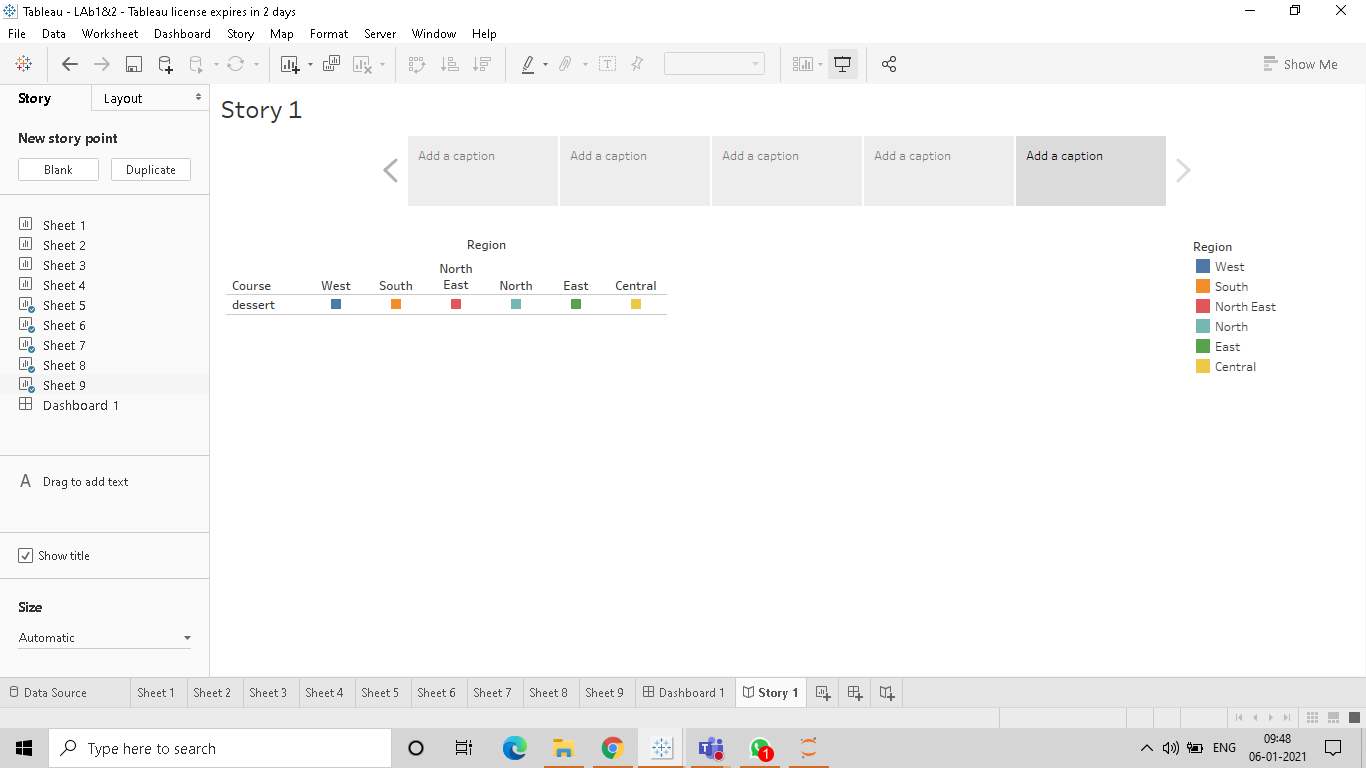 Tableau - LAb1&2 - Tableau license expires in 2 days
File Data Worksheet Dashboard Story Map Format Server Window Help
Show Me
Story Layout
New story point
Blank Duplicate
Sheet 1
Sheet 2
Sheet 3
Sheet 4
Sheet 5
Sheet 6
Sheet 7
Sheet 8
Sheet 9
Dashboard 1
A Drag to add text
Show title
Size
Automatic
Story 1
Add a caption Add a caption Add a caption Add a caption Add a caption
Region
Course West South North East North East Central
dessert
Region
West
South
North East
North
East
Central
Data Source Sheet 1 Sheet 2 Sheet 3 Sheet 4 Sheet 5 Sheet 6 Sheet 7 Sheet 8 Sheet 9 Dashboard 1 Story 1
Type here to search
1
ENG
09:48
06-01-2021